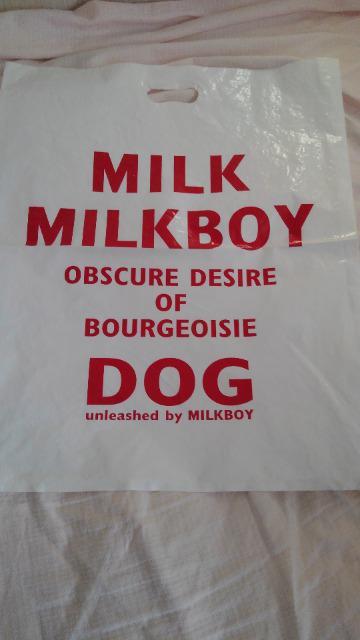 MILK
MILKBOY
OBSCURE DESIRE
OF
BOURGEOISIE
DOG
unleashed by MILKBOY